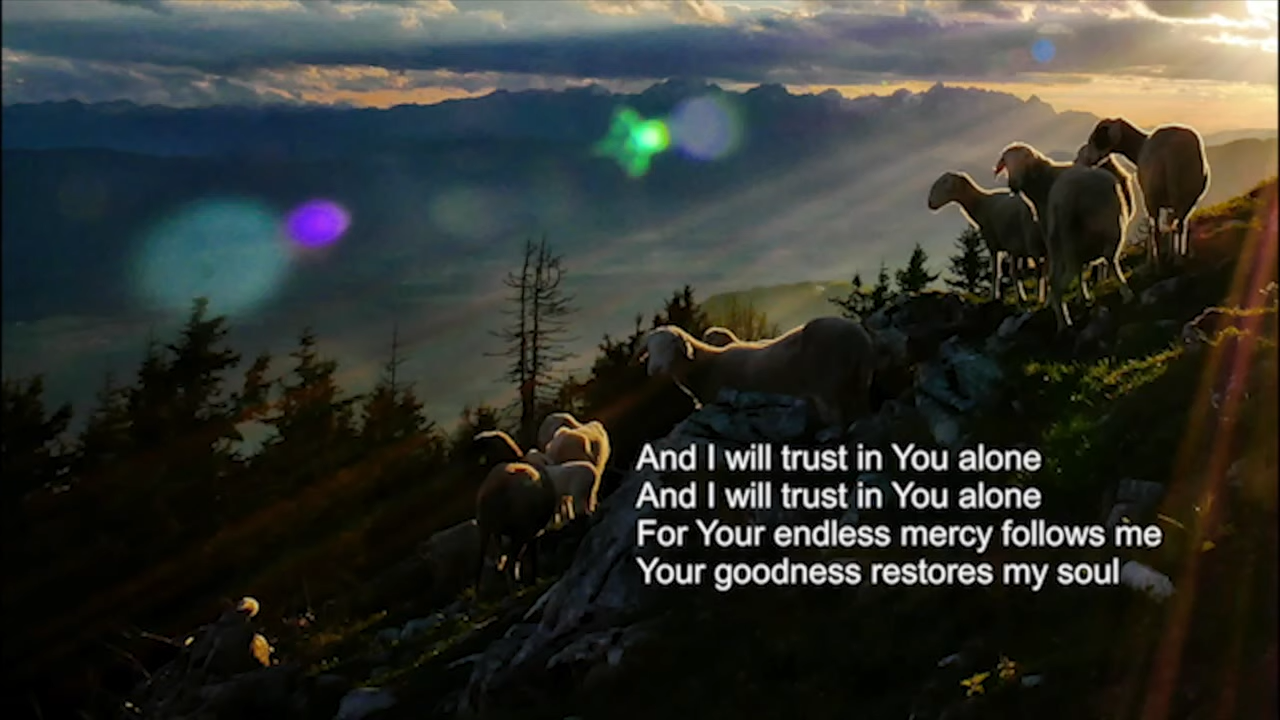 And I will trust in You alone
And I will trust in You alone
For Your endless mercy follows me
Your goodness restores my soul